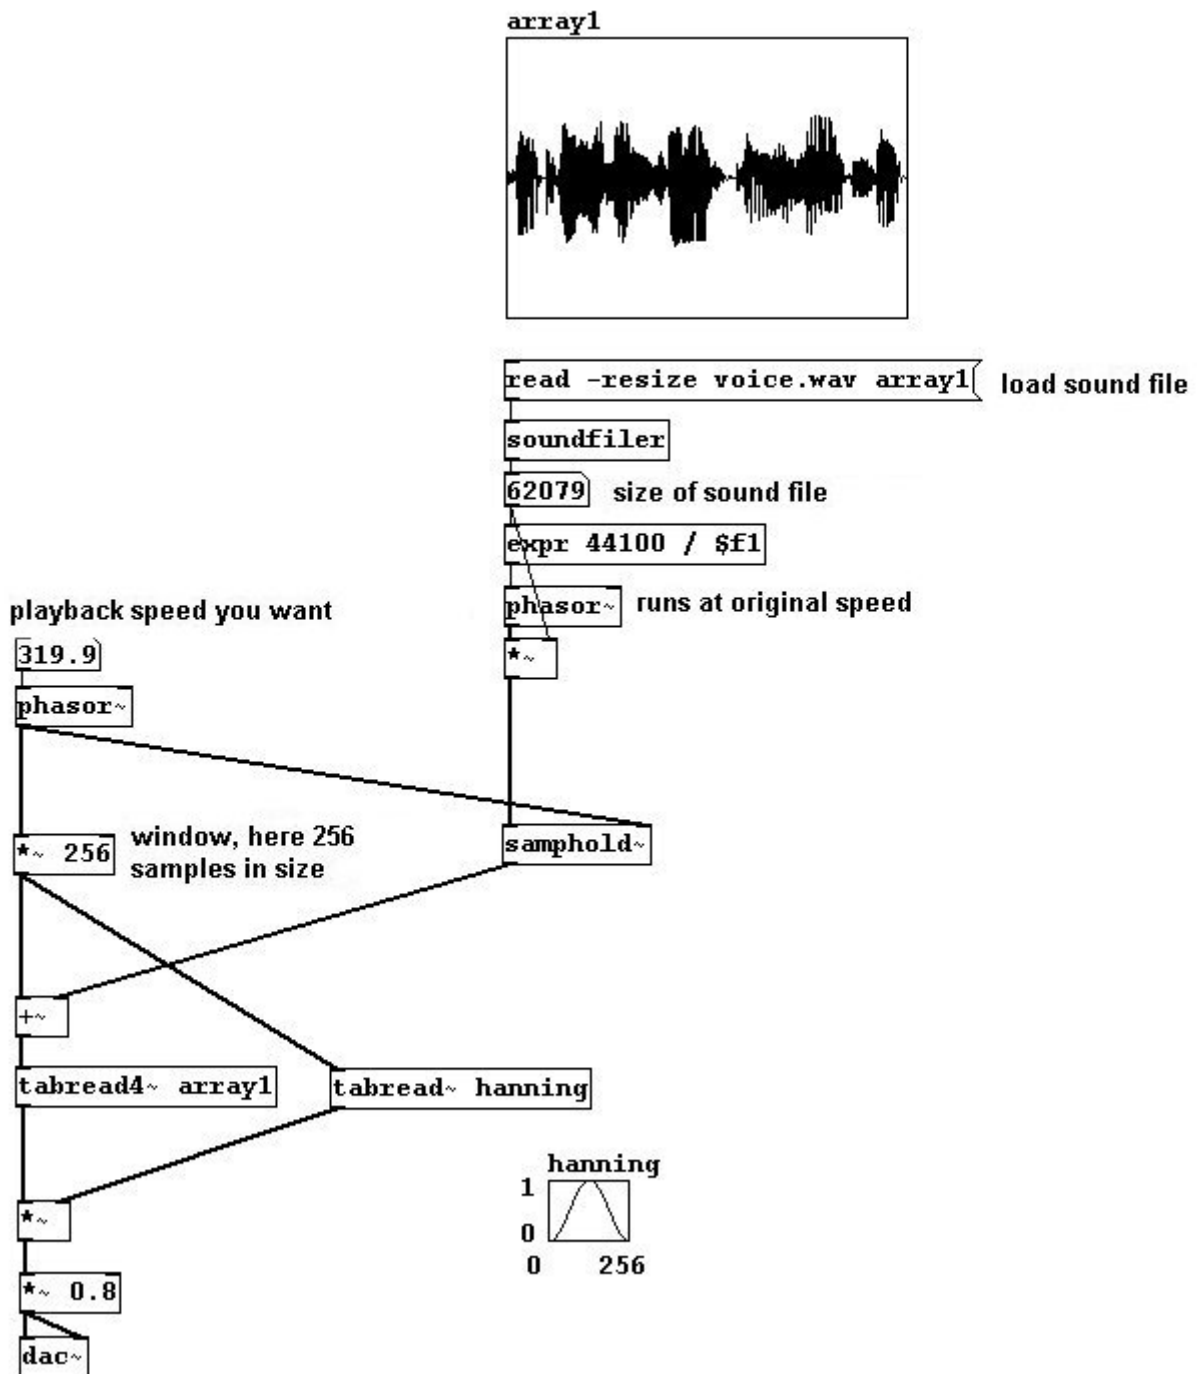 array1
read -resize voice.wav array1
load sound file
soundfiler
62079
size of sound file
expr 44100 / $f1
phasor~
runs at original speed
*~
playback speed you want
319.9
phasor~
*~ 256
window, here 256
samples in size
samphold~
+~
tabread4~ array1
tabread~ hanning
*~
hanning
1
0
0 256
*~ 0.8
dac~